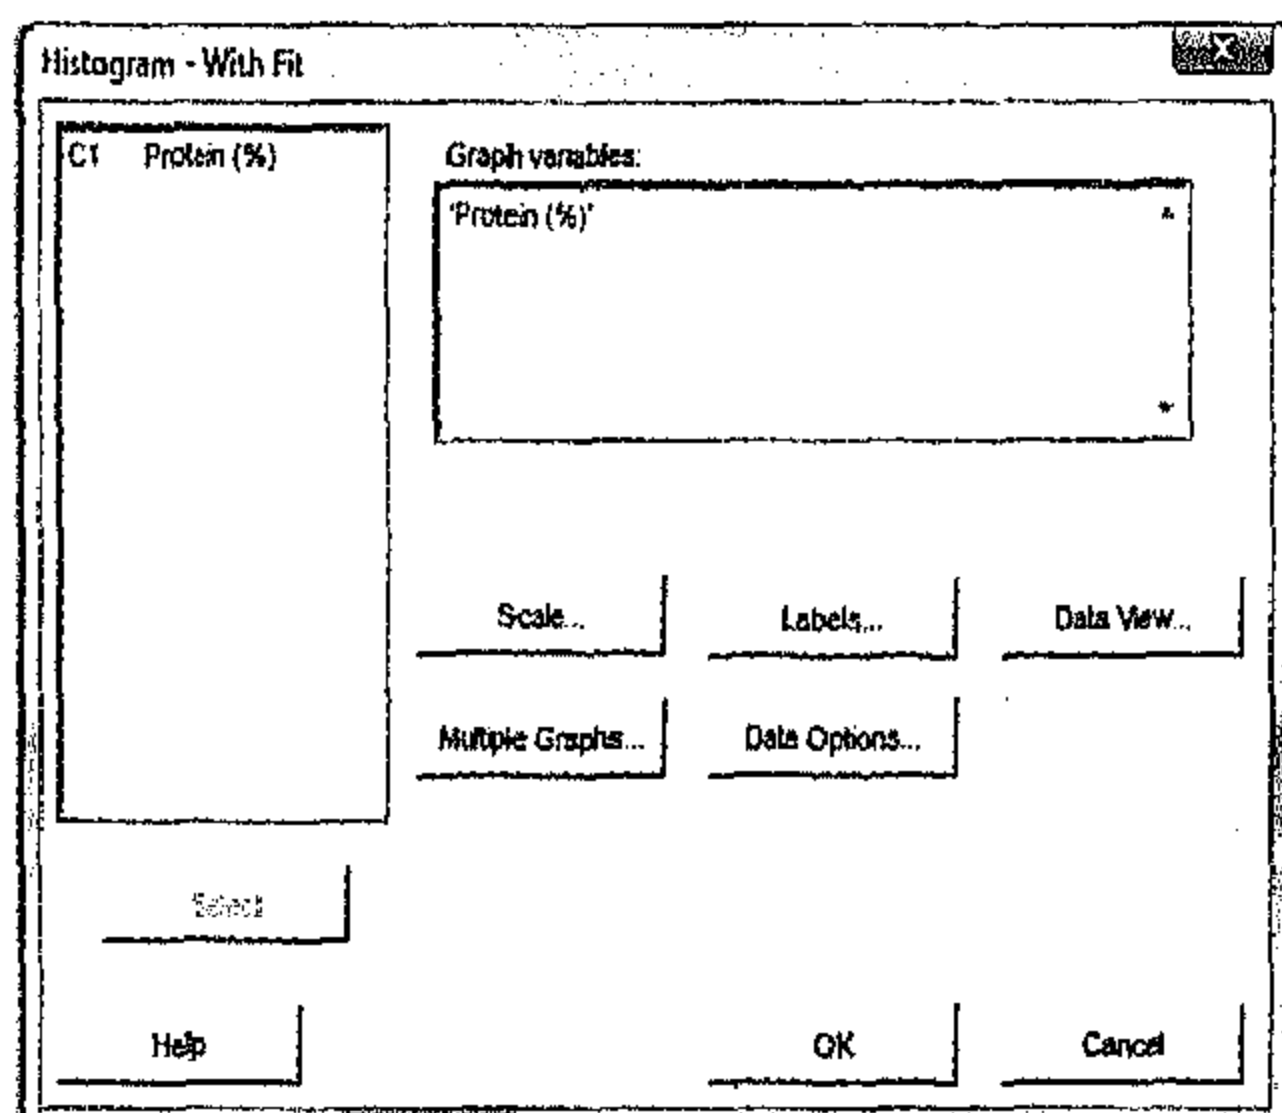 Histogram - With Fit
C1 Protein (%)
Graph variables:
'Protein (%)'
Scale...
Labels...
Data View...
Multiple Graphs...
Data Options...
Select
Help
OK
Cancel